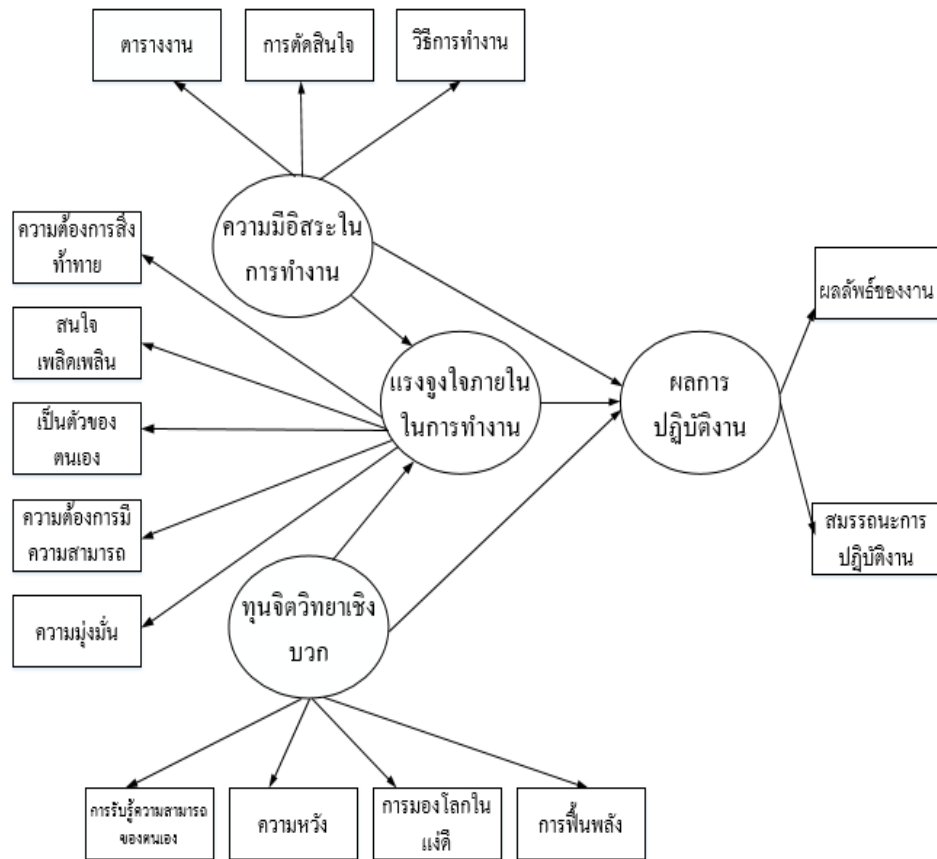 ตารางงาน
การตัดสินใจ
วิธีการทำงาน
ความมีอิสระใน
การทำงาน
ความต้องการสิ่ง
ท้าทาย
สนใจ
เพลิดเพลิน
เป็นตัวของ
ตนเอง
ความต้องการมี
ความสามารถ
ความมุ่งมั่น
แรงจูงใจภายใน
ในการทำงาน
ผลการ
ปฏิบัติงาน
ผลลัพธ์ของงาน
สมรรถนะการ
ปฏิบัติงาน
ทุนจิตวิทยาเชิง
บวก
การรับรู้ความสามารถ
ของตนเอง
ความหวัง
การมองโลกใน
แง่ดี
การฟื้นพลัง